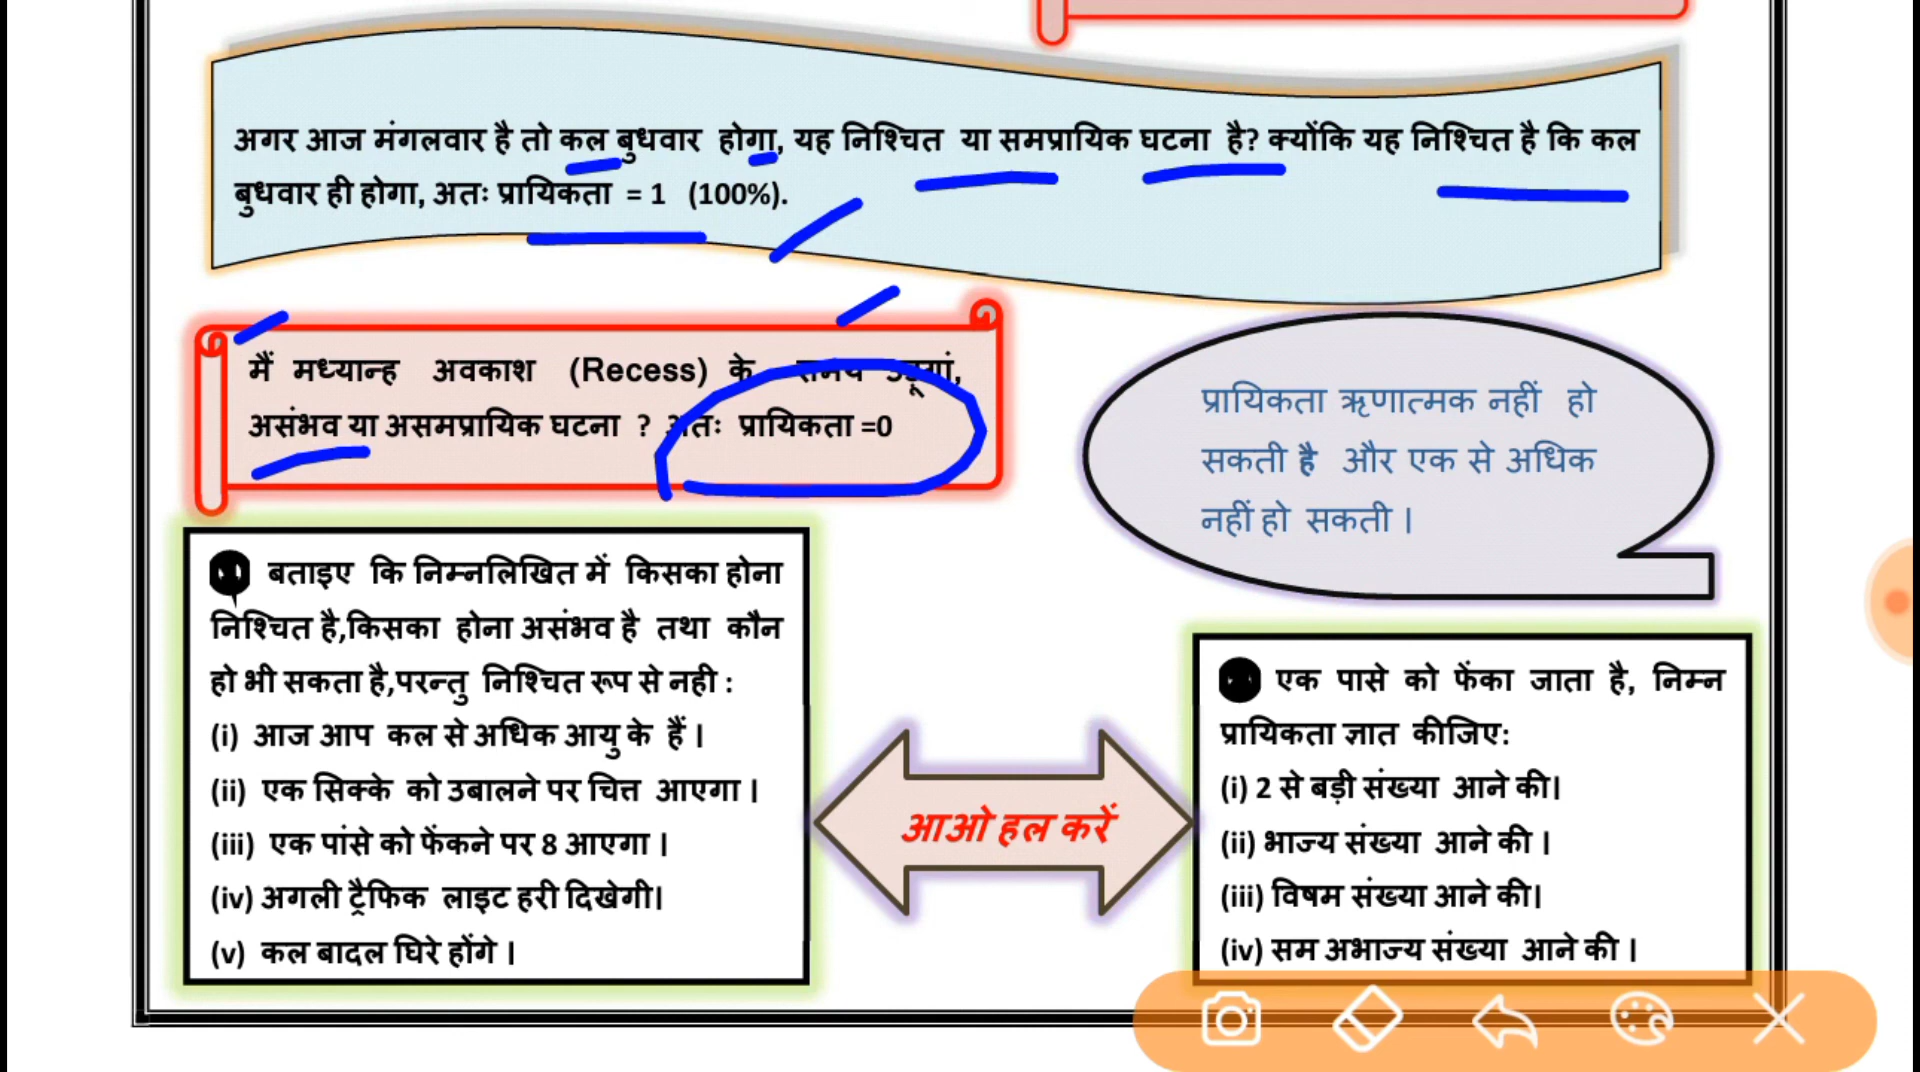 अगर आज मंगलवार है तो कल बुधवार होगा, यह निश्चित या समप्रायिक घटना है? क्योंकि यह निश्चित है कि कल
बुधवार ही होगा, अतः प्रायिकता = 1 (100%).
मैं मध्यान्ह अवकाश (Recess) के समय
असंभव या असमप्रायिक घटना ? अतः प्रायिकता =0
प्रायिकता ऋणात्मक नहीं हो
सकती है और एक से अधिक
नहीं हो सकती |
बताइए कि निम्नलिखित में किसका होना
निश्चित है,किसका होना असंभव है तथा कौन
हो भी सकता है,परन्तु निश्चित रूप से नही :
(i) आज आप कल से अधिक आयु के हैं |
(ii) एक सिक्के को उबालने पर चित्त आएगा |
(iii) एक पांसे को फेंकने पर 8 आएगा |
(iv) अगली ट्रैफिक लाइट हरी दिखेगी|
(v) कल बादल घिरे होंगे |
आओ हल करें
एक पासे को फेंका जाता है, निम्न
प्रायिकता ज्ञात कीजिए:
(i) 2 से बड़ी संख्या आने की|
(ii) भाज्य संख्या आने की |
(iii) विषम संख्या आने की|
(iv) सम अभाज्य संख्या आने की |